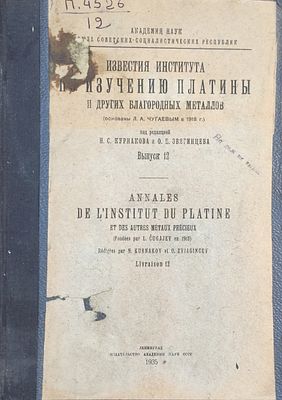 П. 4526
12
АКАДЕМИЯ НАУК
СОЮЗА СОВЕТСКИХ СОЦИАЛИСТИЧЕСКИХ РЕСПУБЛИК
ИЗВЕСТИЯ ИНСТИТУТА
ПО ИЗУЧЕНИЮ ПЛАТИНЫ
И ДРУГИХ БЛАГОРОДНЫХ МЕТАЛЛОВ
(основаны Л. А. ЧУГАЕВЫМ в 1918 г.)
под редакцией
Н. С. КУРНАКОВА и О. Е. ЗВЯГИНЦЕВА
Выпуск 12
ANNALES
DE L'INSTITUT DU PLATINE
ET DES AUTRES MÉTAUX PRÉCIEUX
(Fondées par L. ČUGAJEV en 1918)
Rédigées par N. KURNAKOV et O. ZVIAGINCEV
Livraison 12
ЛЕНИНГРАД
ИЗДАТЕЛЬСТВО АКАДЕМИИ НАУК СССР
1935